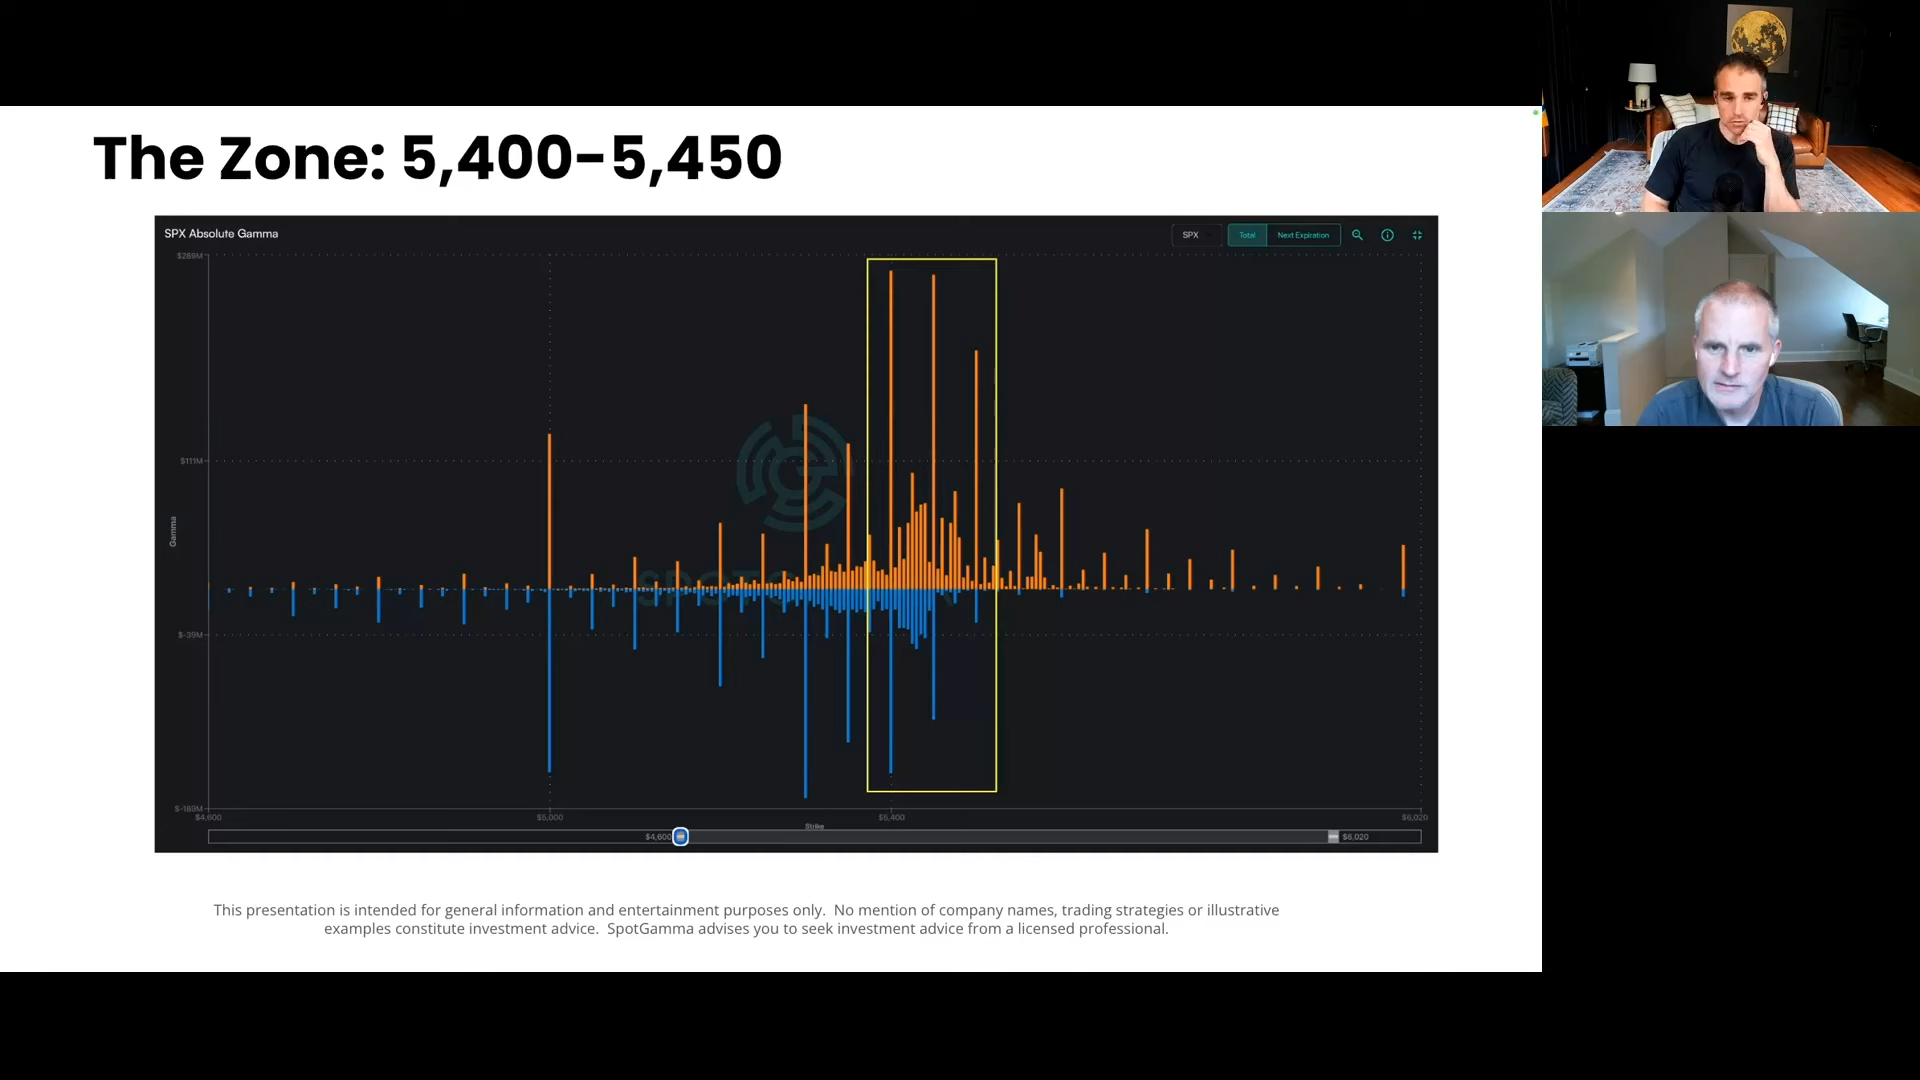 The Zone: 5,400-5,450
SPX Absolute Gamma
SPX
Total
Next Expiration
$289M
$111M
Gamma
$-39M
$-189M
$4,600
$5,000
$5,400
$6,020
Strike
$4,600
$6,020
This presentation is intended for general information and entertainment purposes only. No mention of company names, trading strategies or illustrative
examples constitute investment advice. SpotGamma advises you to seek investment advice from a licensed professional.